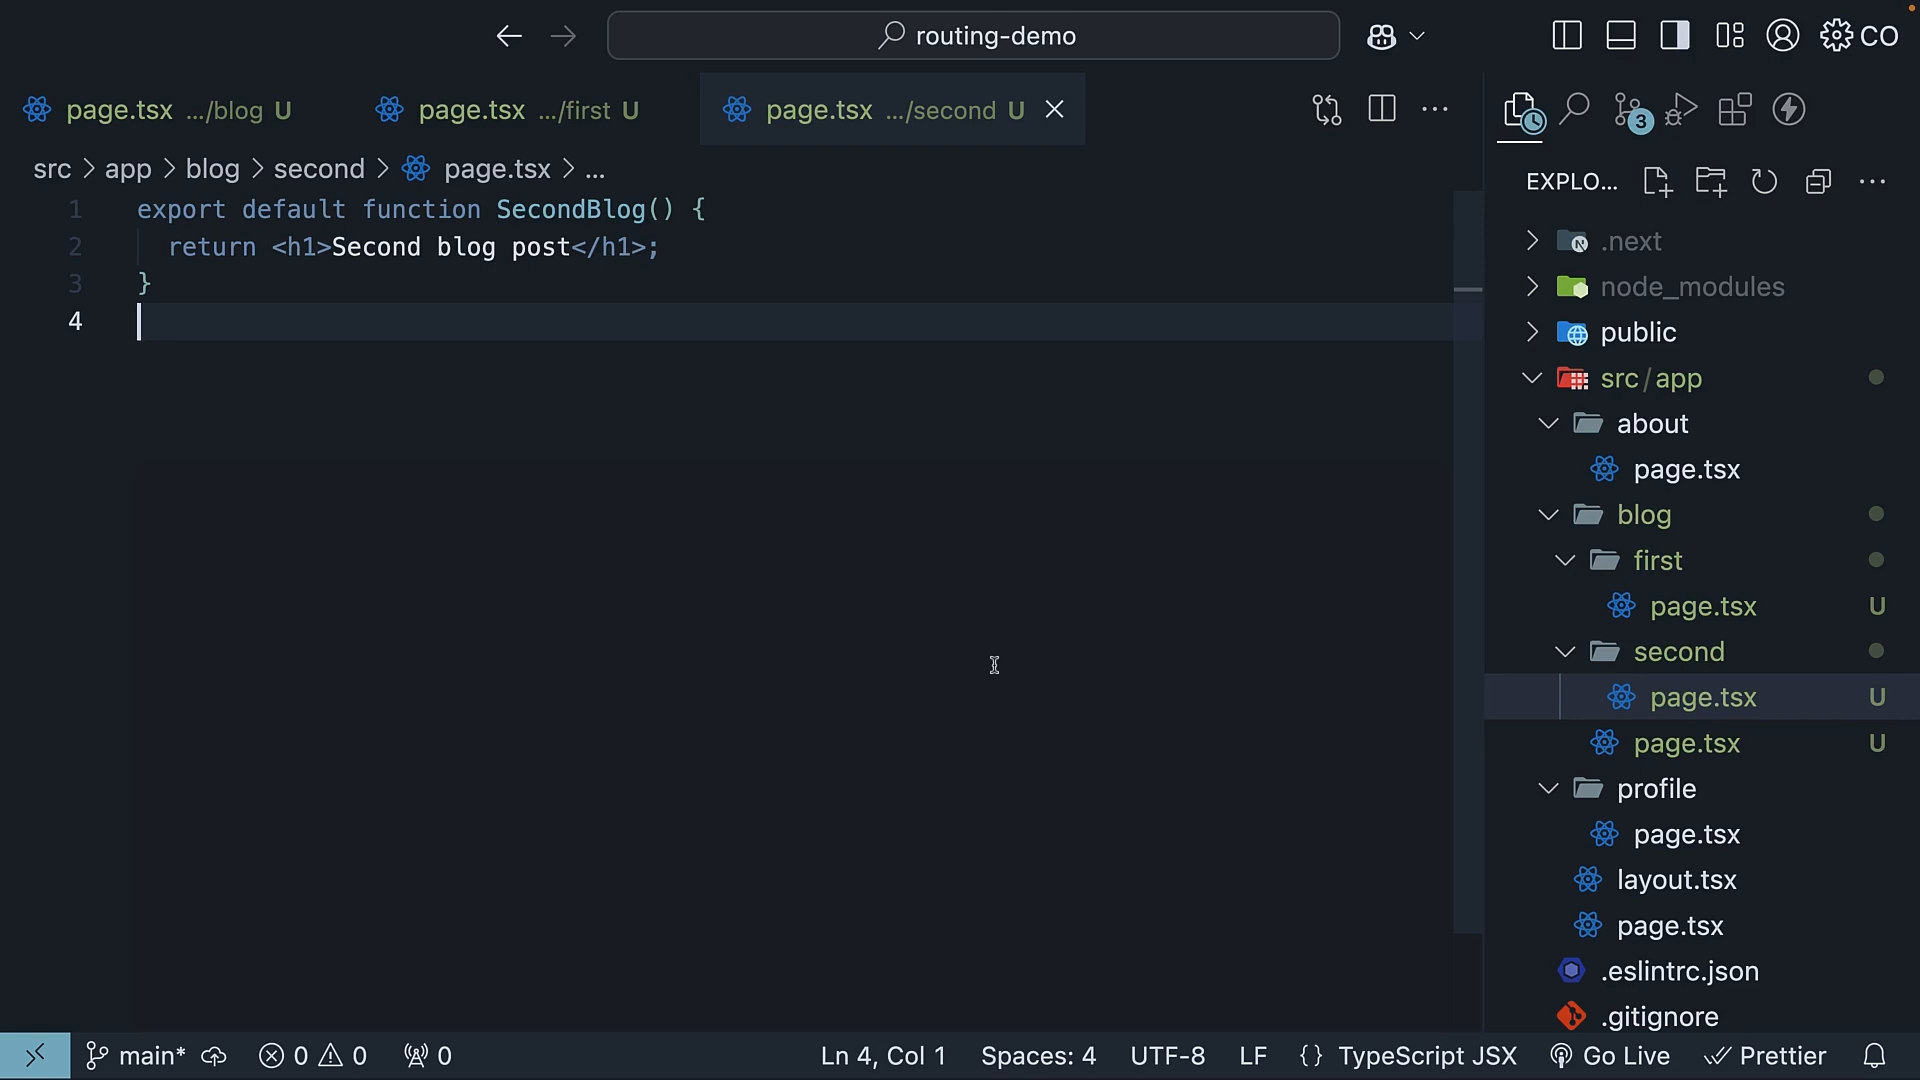 routing-demo
CO
page.tsx .../blog U
page.tsx .../first U
page.tsx .../second U
3
src > app > blog > second > page.tsx > ...
EXPLO...
1 export default function SecondBlog() {
2 return <h1>Second blog post</h1>;
3 }
4
.next
node_modules
public
src/app
about
page.tsx
blog
first
page.tsx U
second
page.tsx U
page.tsx U
profile
page.tsx
layout.tsx
page.tsx
.eslintrc.json
.gitignore
main* 0 0 0 Ln 4, Col 1 Spaces: 4 UTF-8 LF {} TypeScript JSX Go Live Prettier